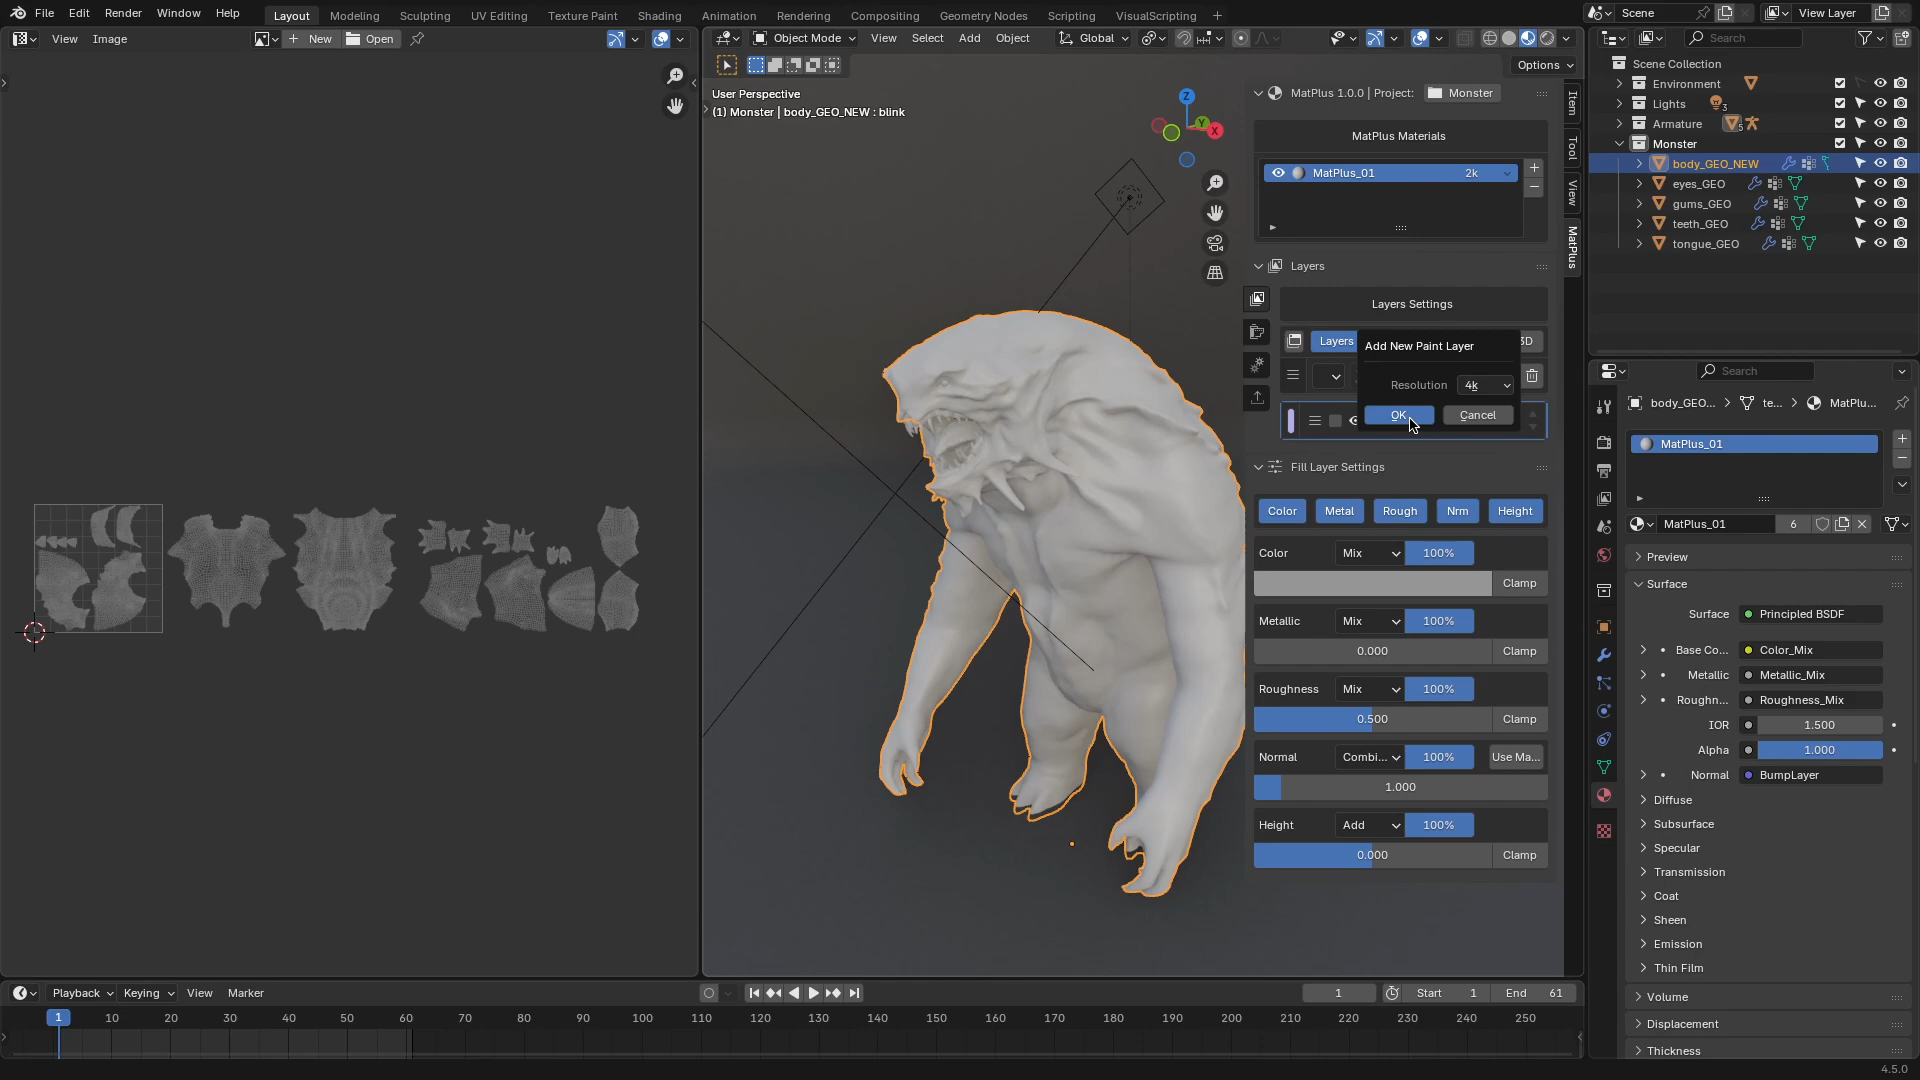 File Edit Render Window Help Layout Modeling Sculpting UV Editing Texture Paint Shading Animation Rendering Compositing Geometry Nodes Scripting VisualScripting + Scene View Layer
View Image New Open Object Mode View Select Add Object Global Search
Options
Scene Collection
Environment
Lights 3
Armature 5
Monster
body_GEO_NEW
eyes_GEO
gums_GEO
teeth_GEO
tongue_GEO
User Perspective
(1) Monster | body_GEO_NEW : blink
Z
Y
X
Item
Tool
View
MatPlus
MatPlus 1.0.0 | Project: Monster
MatPlus Materials
MatPlus_01 2k
Layers
Layers Settings
Layers 3D
Add New Paint Layer
Resolution 4k
OK Cancel
Fill Layer Settings
Color Metal Rough Nrm Height
Color Mix 100%
Clamp
Metallic Mix 100%
0.000 Clamp
Roughness Mix 100%
0.500 Clamp
Normal Combi... 100% Use Ma...
1.000
Height Add 100%
0.000 Clamp
Search
body_GEO... te... MatPlu...
MatPlus_01
MatPlus_01 6
Preview
Surface
Surface Principled BSDF
Base Co... Color_Mix
Metallic Metallic_Mix
Roughn... Roughness_Mix
IOR 1.500
Alpha 1.000
Normal BumpLayer
Diffuse
Subsurface
Specular
Transmission
Coat
Sheen
Emission
Thin Film
Volume
Displacement
Thickness
Playback Keying View Marker 1 Start 1 End 61
1 10 20 30 40 50 60 70 80 90 100 110 120 130 140 150 160 170 180 190 200 210 220 230 240 250
4.5.0